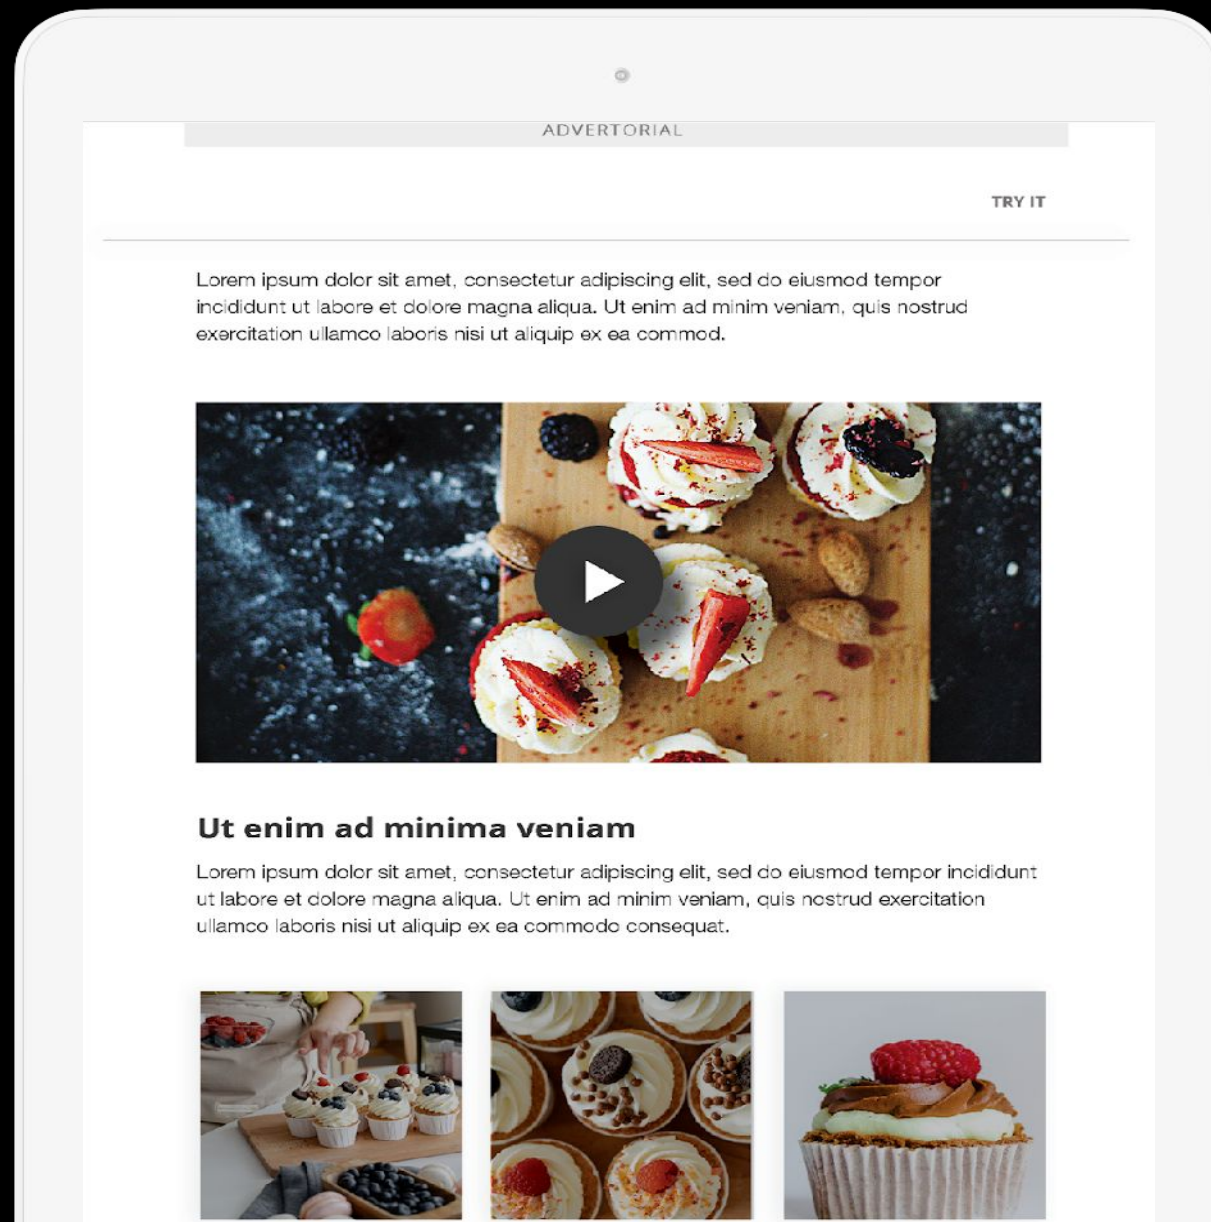 ADVERTORIAL
TRY IT
Lorem ipsum dolor sit amet, consectetur adipiscing elit, sed do eiusmod tempor
incididunt ut labore et dolore magna aliqua. Ut enim ad minim veniam, quis nostrud
exercitation ullamco laboris nisi ut aliquip ex ea commod.
Ut enim ad minima veniam
Lorem ipsum dolor sit amet, consectetur adipiscing elit, sed do eiusmod tempor incididunt
ut labore et dolore magna aliqua. Ut enim ad minim veniam, quis nostrud exercitation
ullamco laboris nisi ut aliquip ex ea commodo consequat.